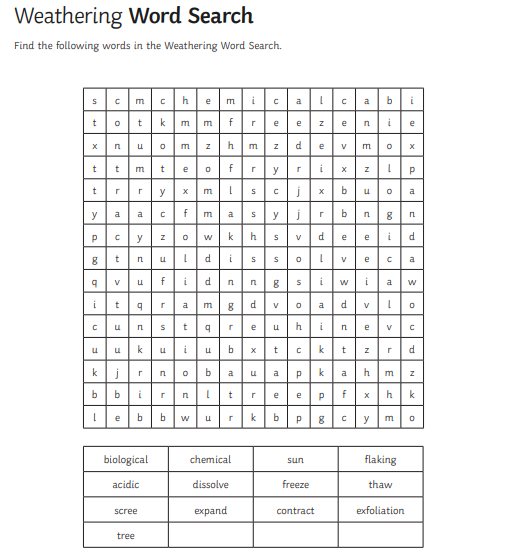 Weathering Word Search
Find the following words in the Weathering Word Search.
s c m c h e m i c a l c a b i
t o t k m m f r e e z e n i e
x n u o m z h m z d e v m o x
t t m t e o f r y r i x z l p
t r r y x m l s c j x b u o a
y a a c f m a s y j r b n g n
p c y z o w k h s v d e e i d
g t n u l d i s s o l v e c a
q v u f i d n n g s i w i a w
i t q r a m g d v o a d v l o
c u n s t q r e u h i n e v c
u u k u i u b x t c k t z r d
k j r n o b a u a p k a h m z
b b i r n l t r e e p f x h k
l e b b w u r k b p g c y m o
biological chemical sun flaking
acidic dissolve freeze thaw
scree expand contract exfoliation
tree